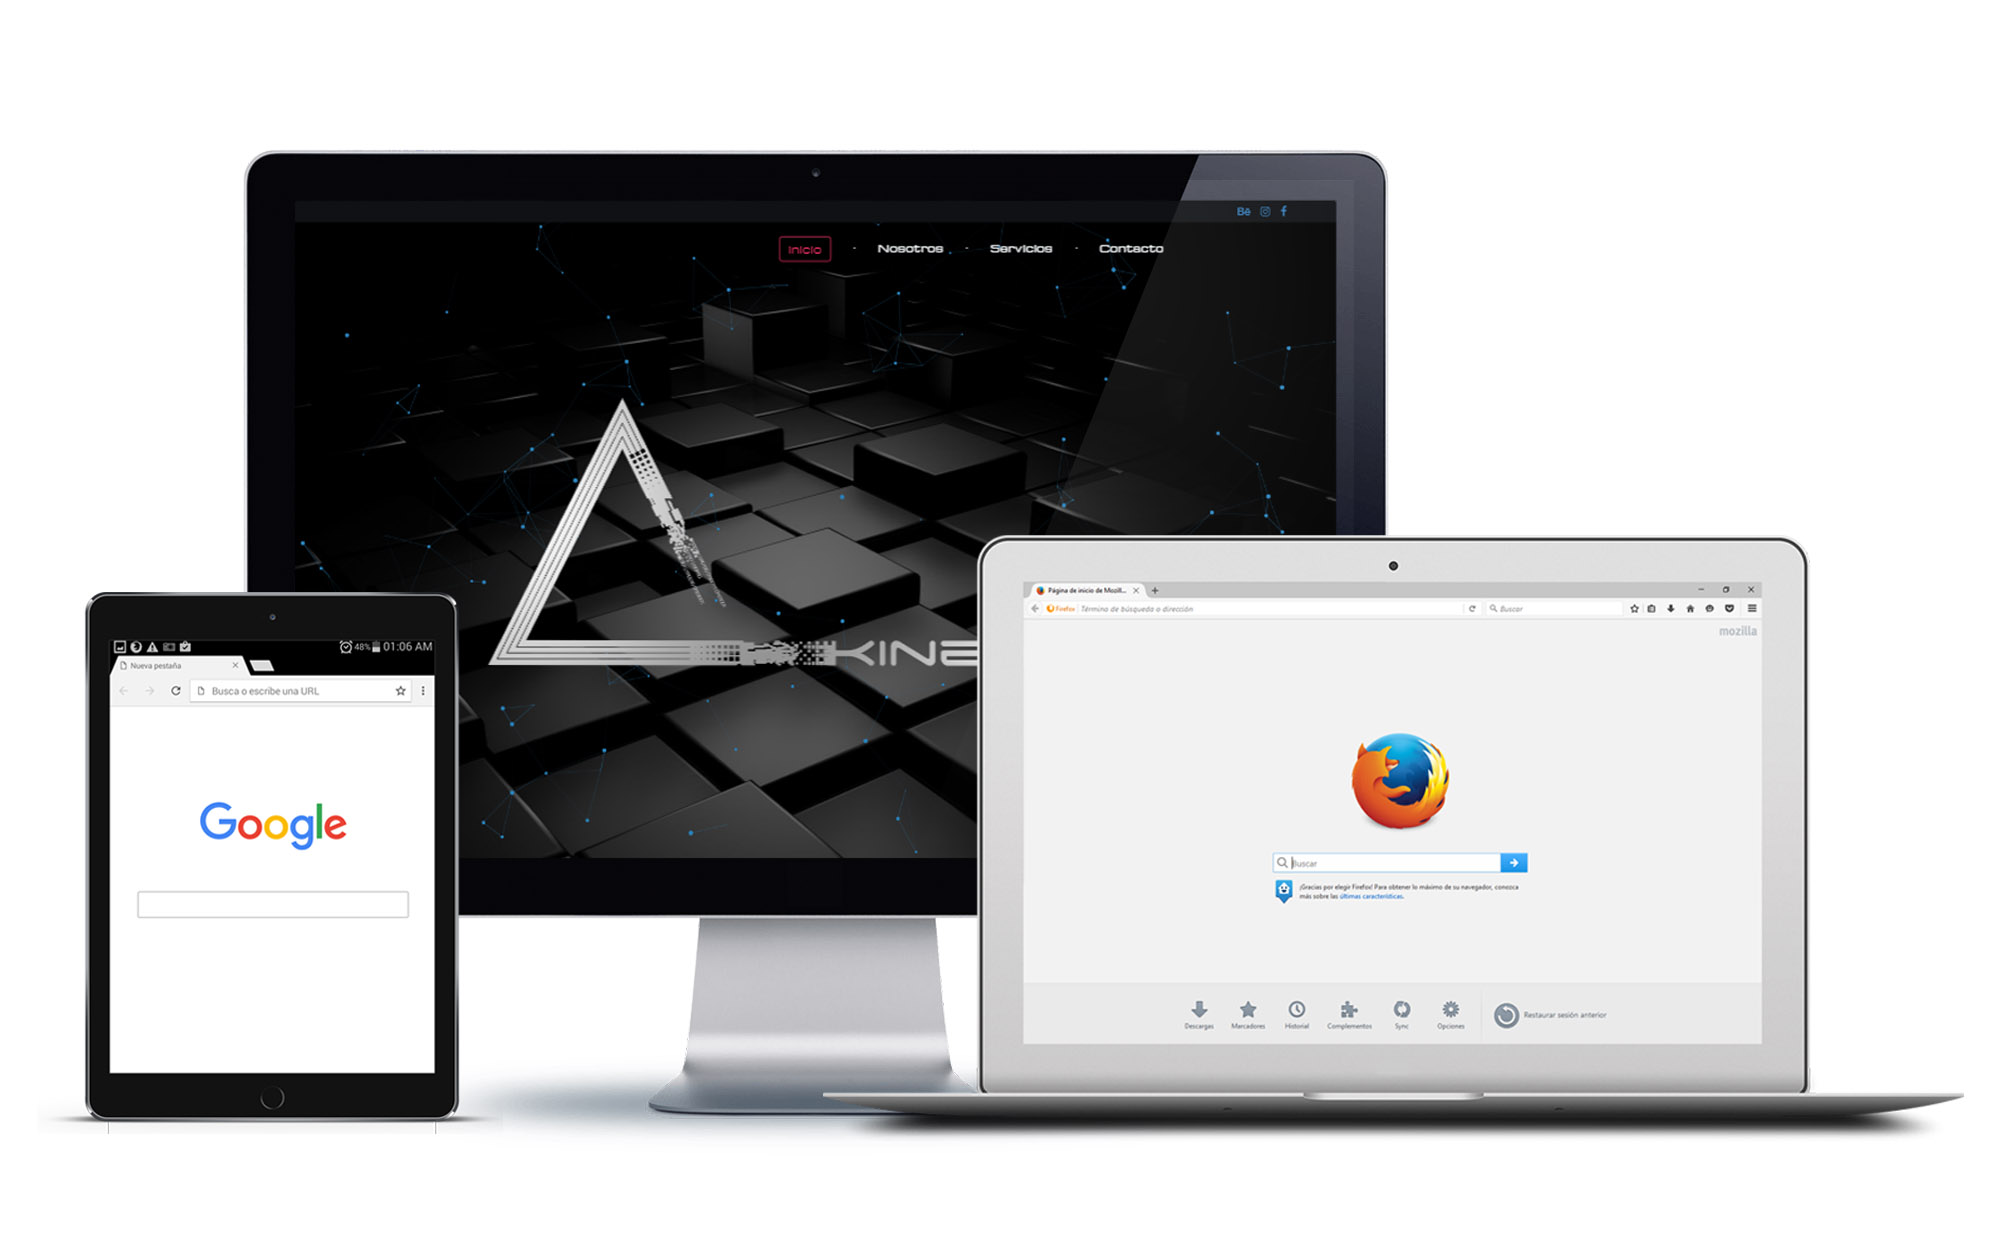 Bē
Inicio - Nosotros - Servicios - Contacto
KINE
48% 01:06 AM
Nueva pestaña
Busca o escribe una URL
Google
Página de inicio de Mozill...
Firefox Término de búsqueda o dirección
Buscar
mozilla
Buscar
¡Gracias por elegir Firefox! Para obtener lo máximo de su navegador, conozca
más sobre las últimas características.
Descargas Marcadores Historial Complementos Sync Opciones Restaurar sesión anterior